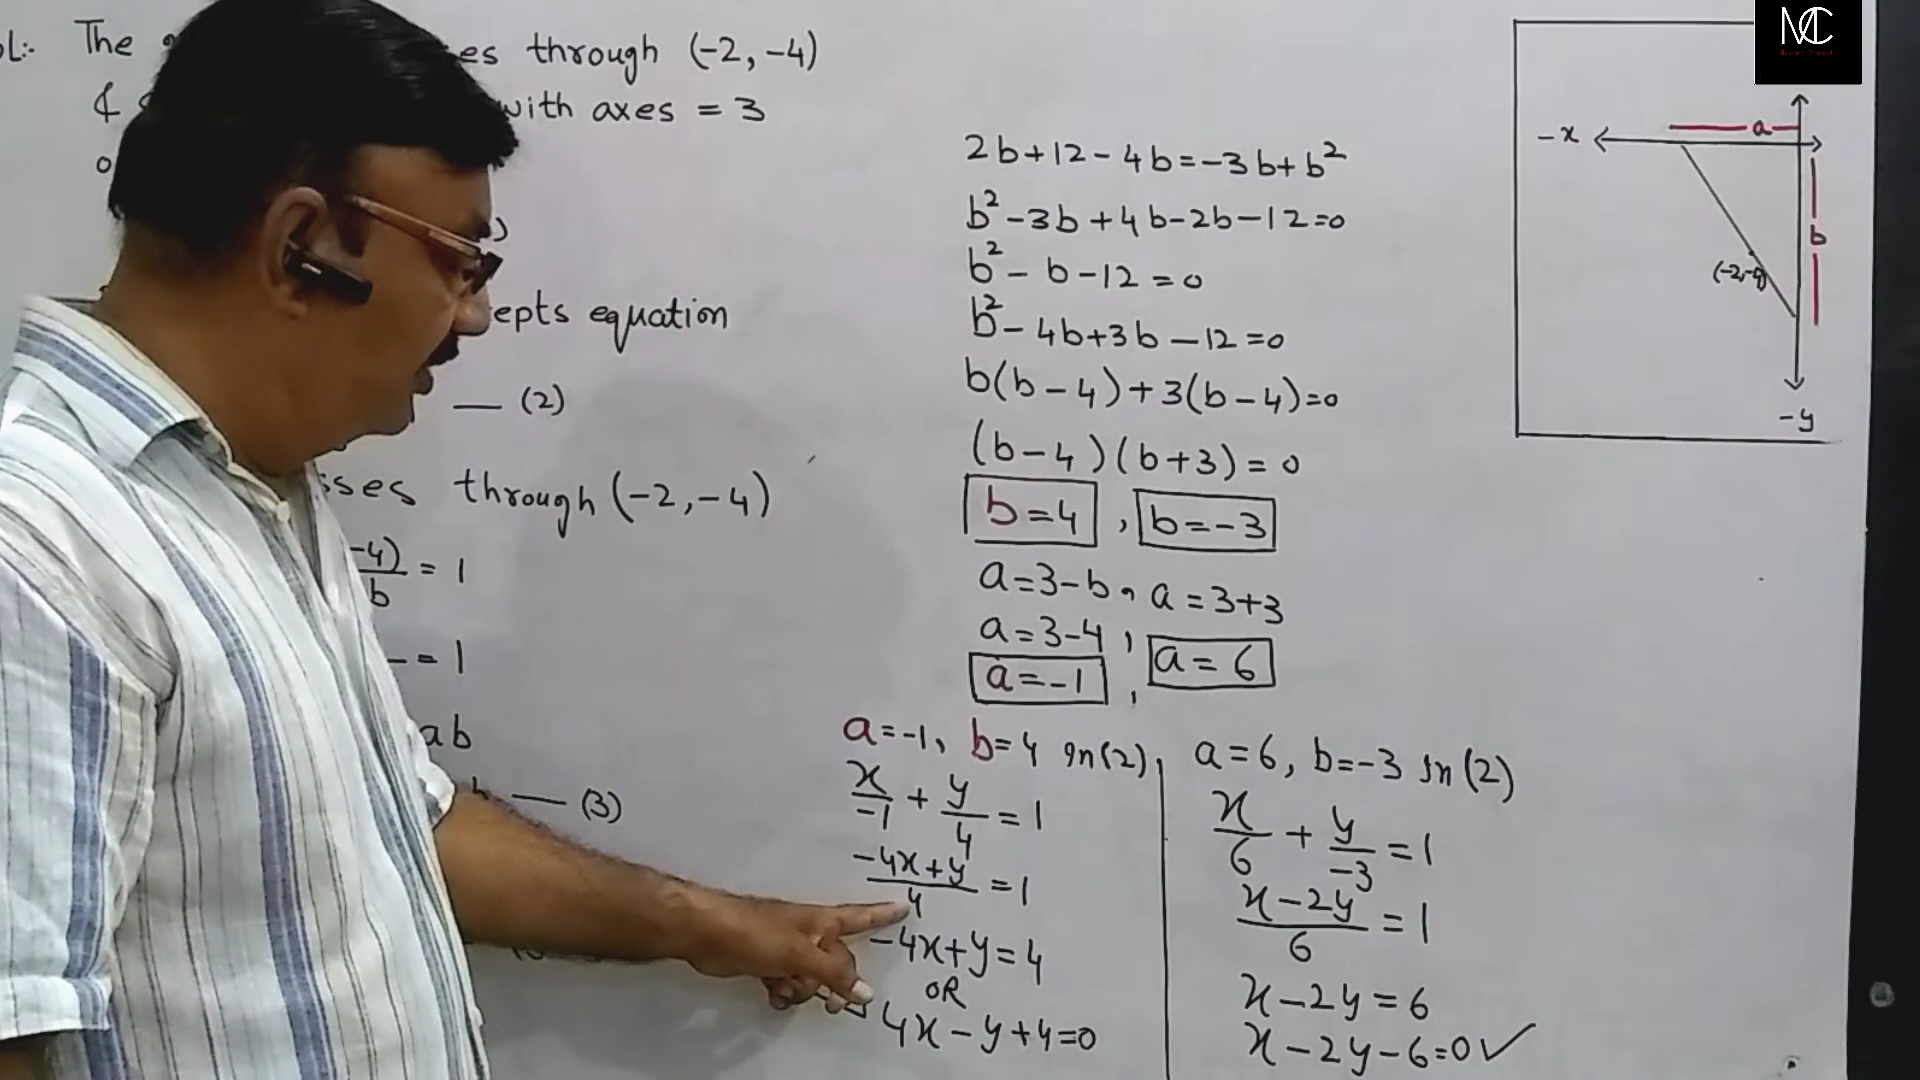 The
es through (-2, -4)
with axes = 3
epts equation
— (2)
sses through (-2, -4)
-4)/b = 1
= 1
ab
— (3)
2b+12-4b=-3b+b²
b²-3b+4b-2b-12=0
b²-b-12=0
b²-4b+3b-12=0
b(b-4)+3(b-4)=0
(b-4)(b+3)=0
b=4, b=-3
a=3-b, a=3+3
a=3-4, a=6
a=-1,
a=-1, b=4 In(2),
x/-1 + y/4 = 1
-4x+y/4 = 1
-4x+y=4
OR
4x-y+4=0
a=6, b=-3 In (2)
x/6 + y/-3 = 1
x-2y/6 = 1
x-2y=6
x-2y-6=0 ✓
MC
-x
a
b
-y